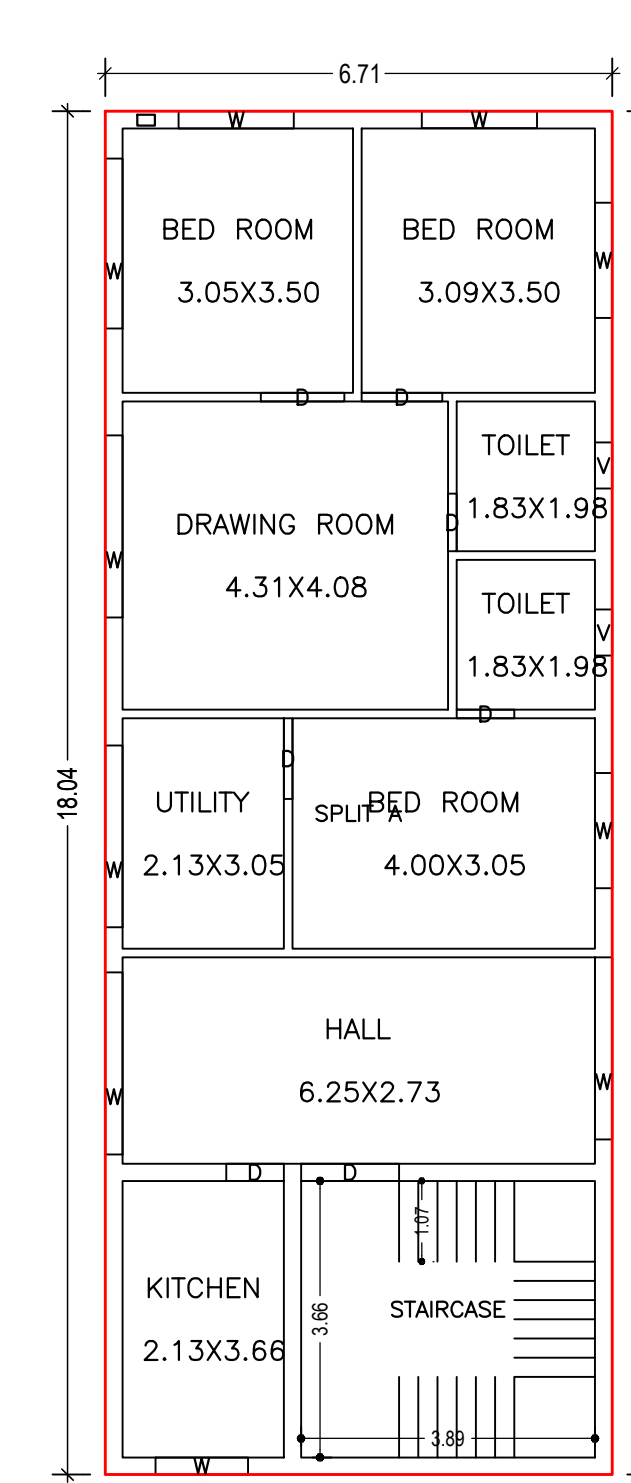 6.71
W
W
BED ROOM
BED ROOM
W
W
3.05X3.50
3.09X3.50
D
D
TOILET
V
1.83X1.98
DRAWING ROOM
D
W
4.31X4.08
TOILET
V
1.83X1.98
D
D
18.04
UTILITY
BED ROOM
SPLIT A
W
W
2.13X3.05
4.00X3.05
HALL
W
W
6.25X2.73
D
D
1.07
KITCHEN
STAIRCASE
3.66
2.13X3.66
3.89
W